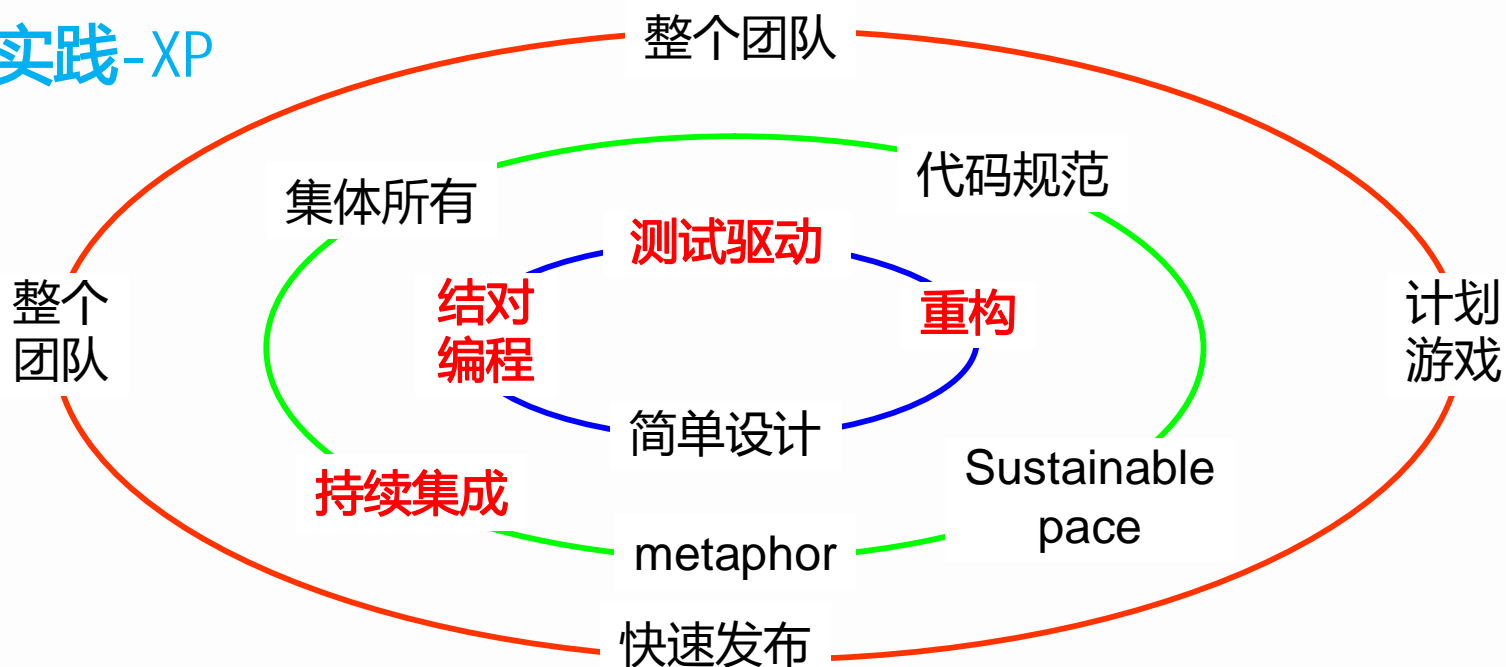 实践-XP
整个团队
集体所有
代码规范
测试驱动
结对
编程
重构
整个
团队
计划
游戏
简单设计
持续集成
Sustainable
pace
metaphor
快速发布